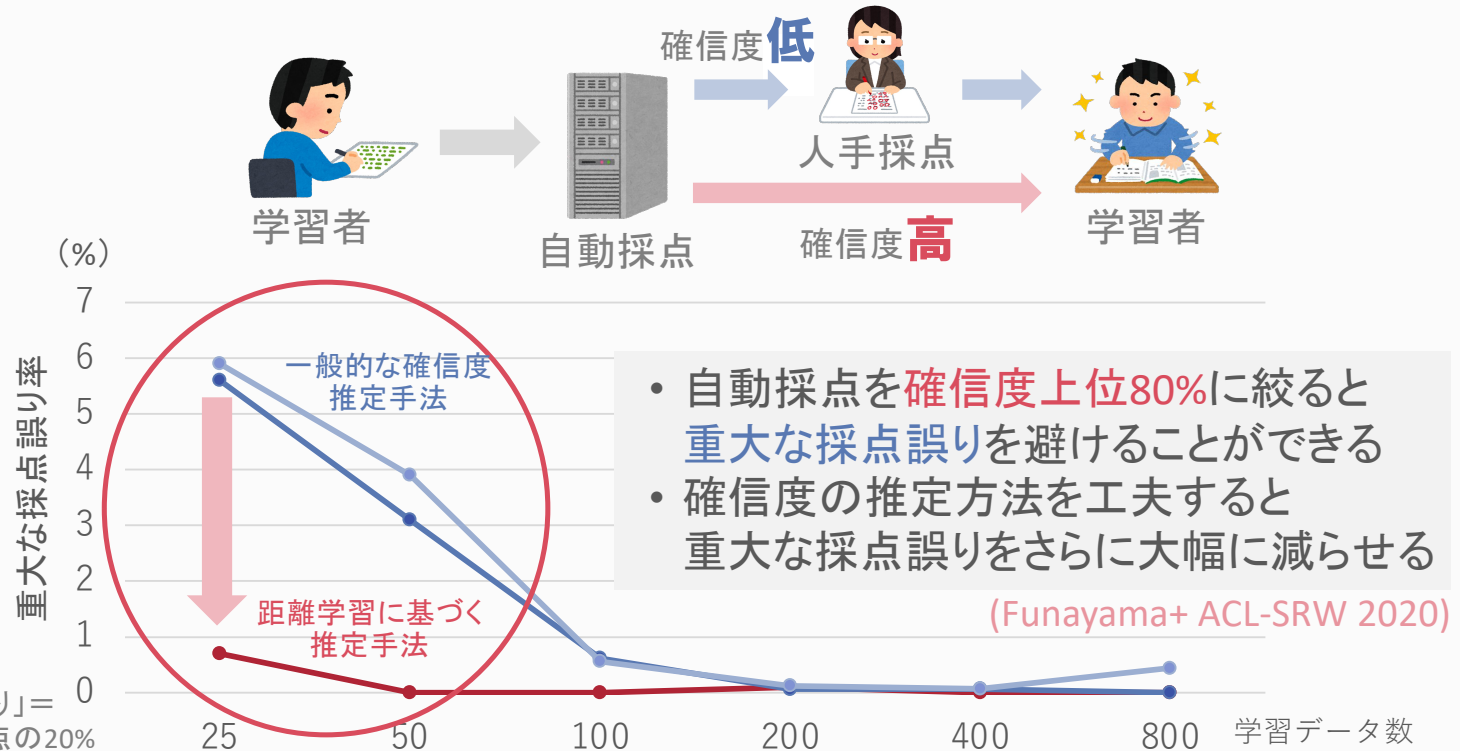 確信度低
人手採点
学習者
自動採点
確信度高
学習者
(%)
7
6
5
4
3
2
1
0
重大な採点誤り率
一般的な確信度
推定手法
距離学習に基づく
推定手法
• 自動採点を確信度上位80%に絞ると
重大な採点誤りを避けることができる
• 確信度の推定方法を工夫すると
重大な採点誤りをさらに大幅に減らせる
(Funayama+ ACL-SRW 2020)
り」＝
点の20%
25 50 100 200 400 800 学習データ数